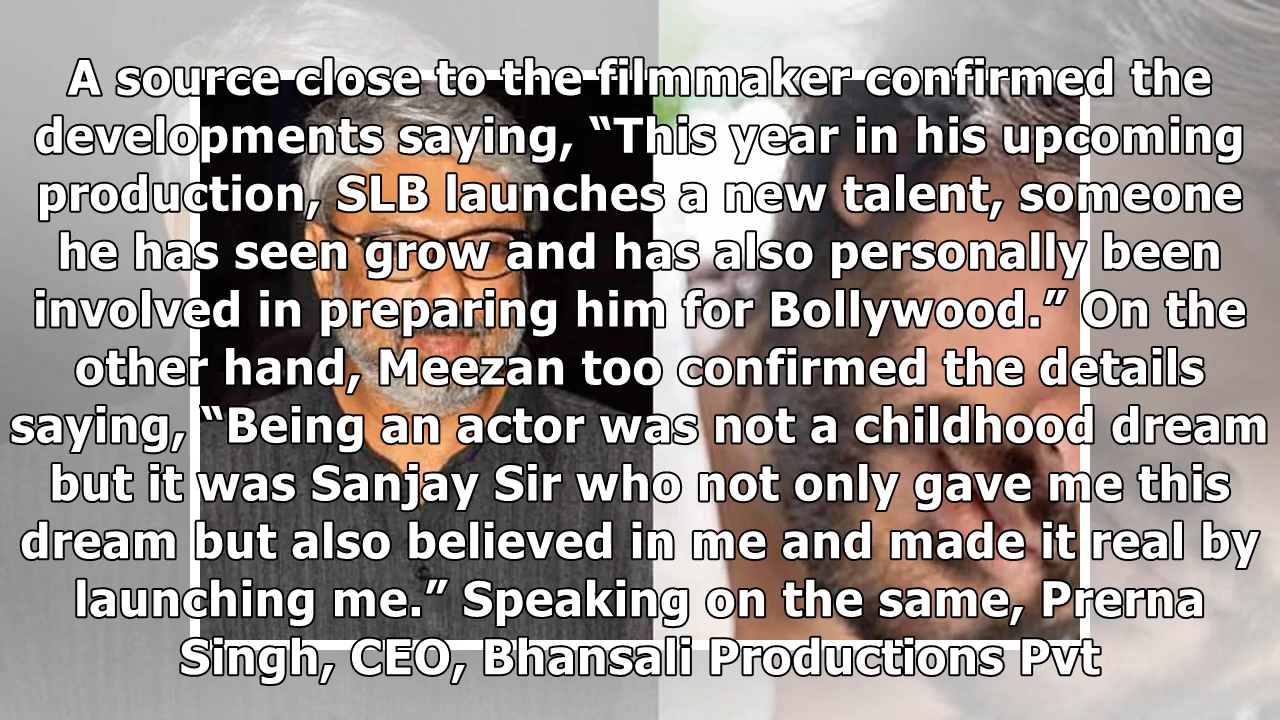 A source close to the filmmaker confirmed the
developments saying, “This year in his upcoming
production, SLB launches a new talent, someone
he has seen grow and has also personally been
involved in preparing him for Bollywood.” On the
other hand, Meezan too confirmed the details
saying, “Being an actor was not a childhood dream
but it was Sanjay Sir who not only gave me this
dream but also believed in me and made it real by
launching me.” Speaking on the same, Prerna
Singh, CEO, Bhansali Productions Pvt